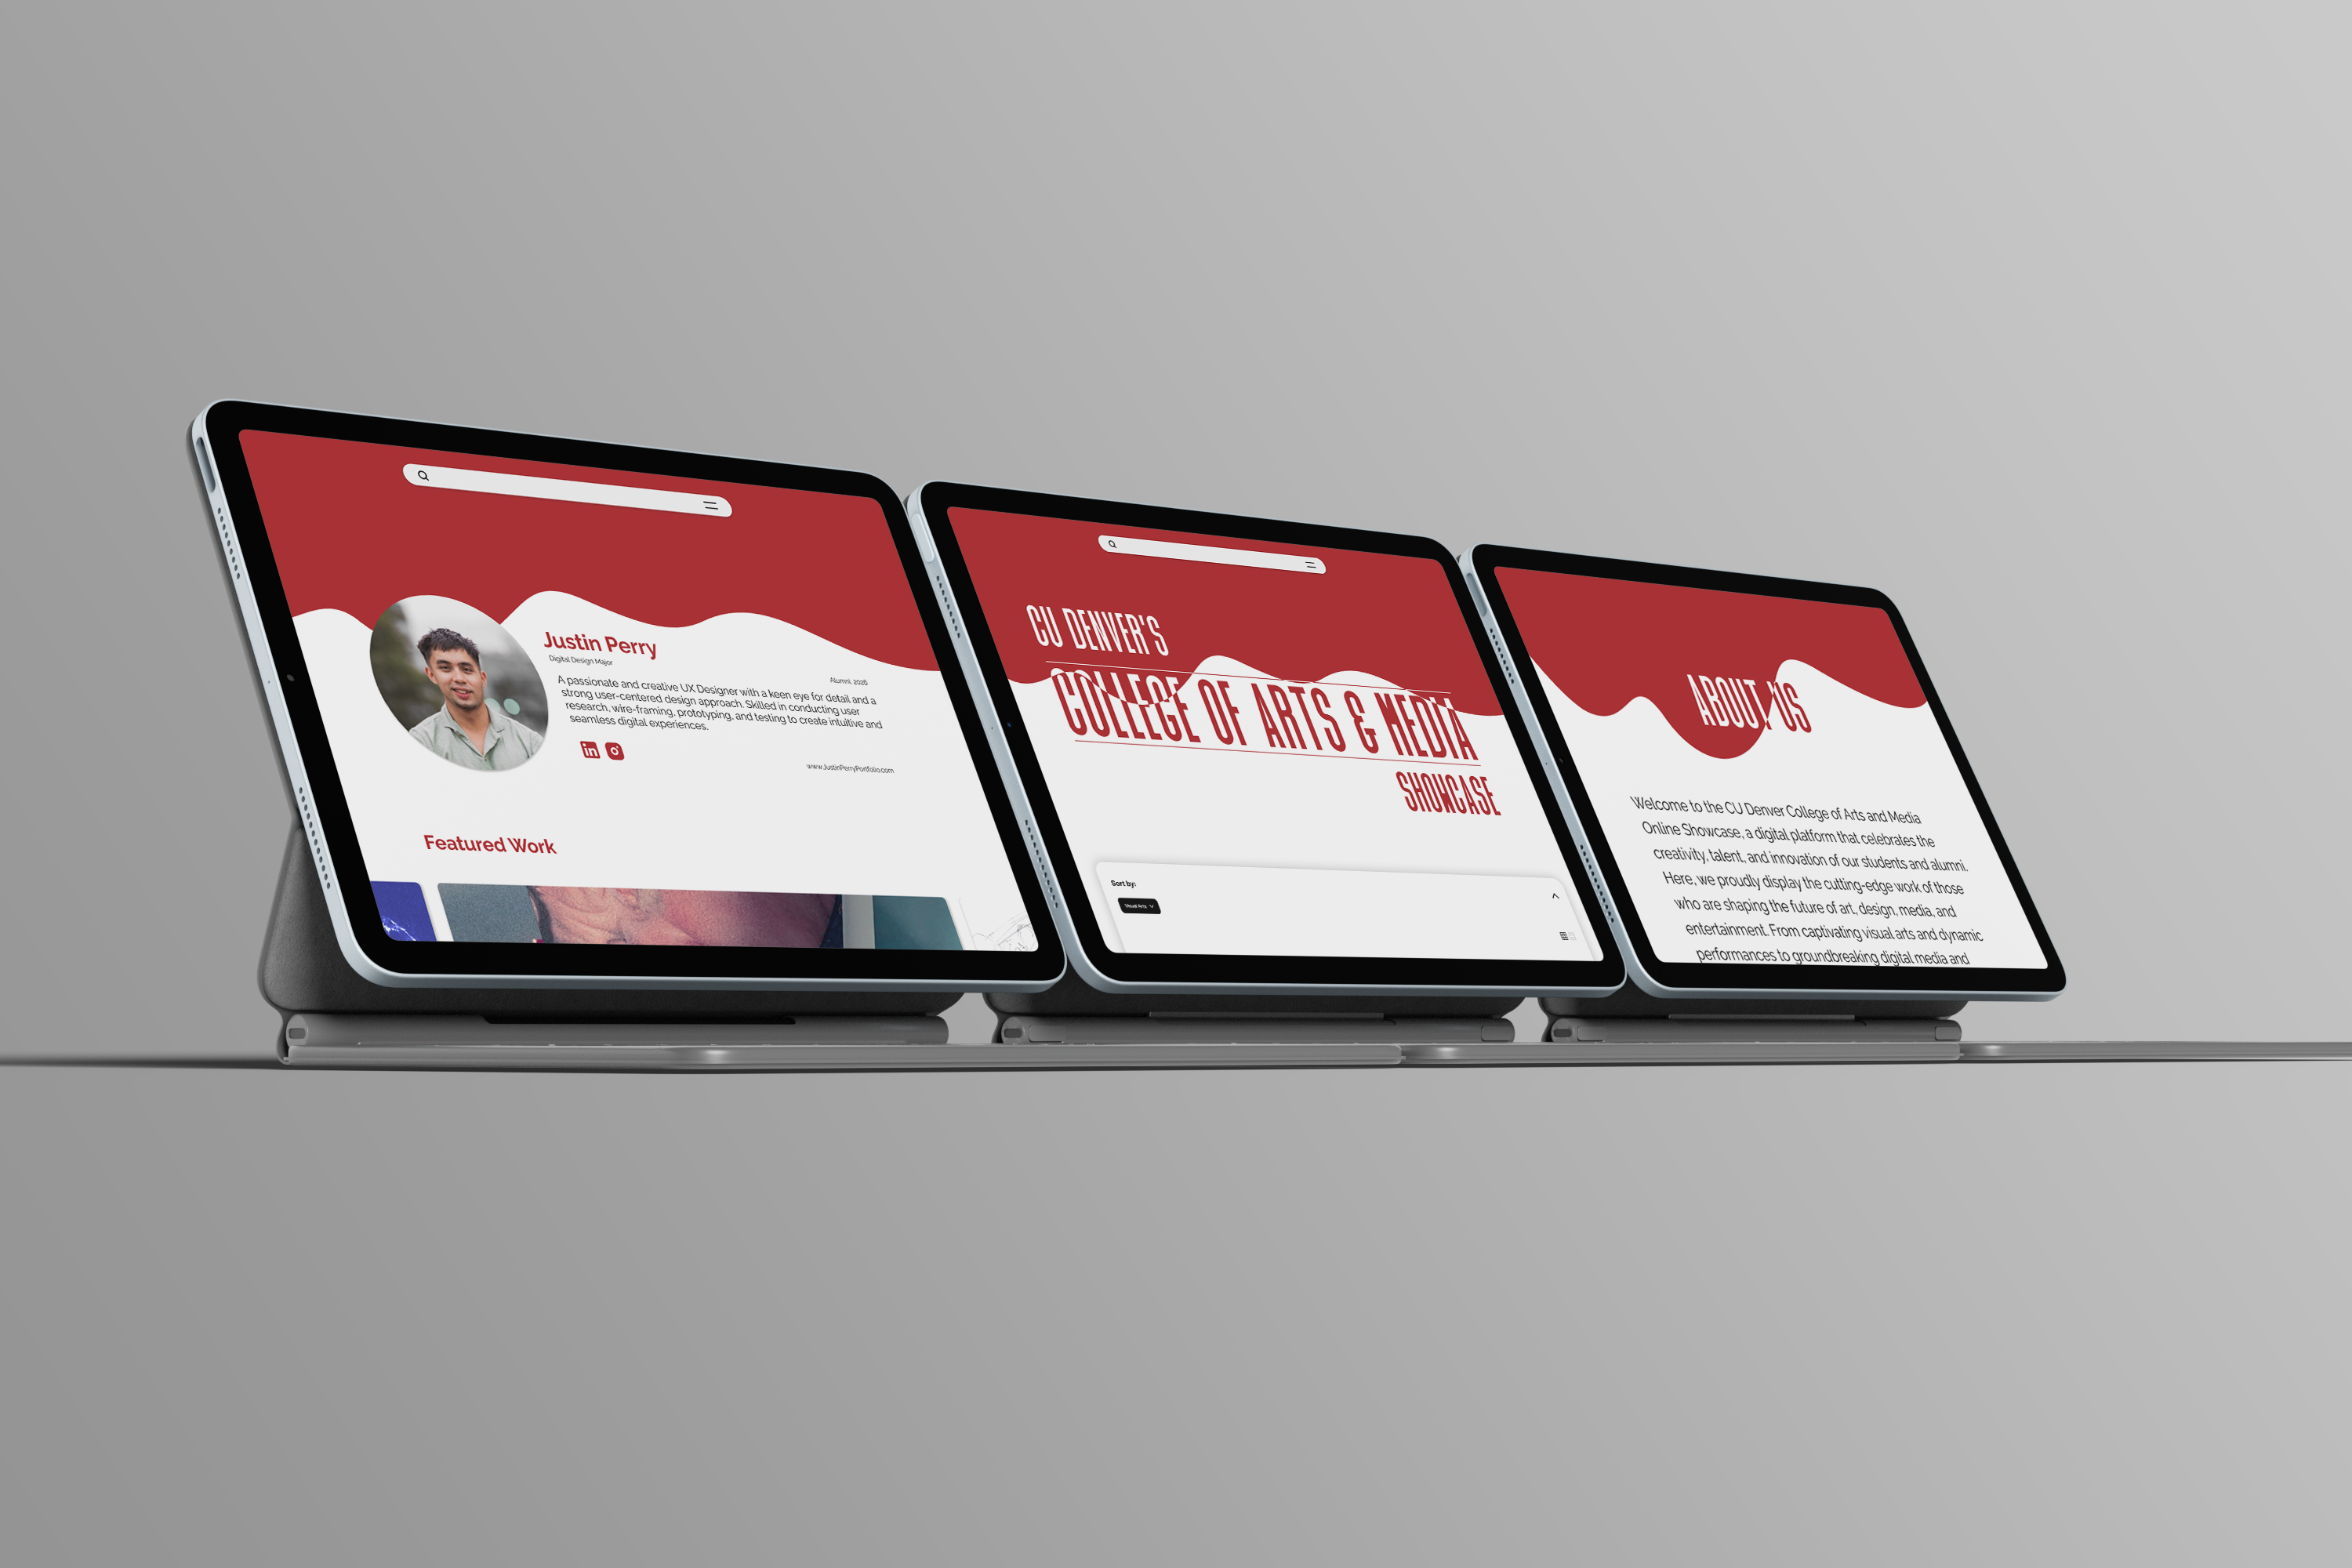 Justin Perry
Digital Design Major
Alumni, 2026
A passionate and creative UX Designer with a keen eye for detail and a
strong user-centered design approach. Skilled in conducting user
research, wire-framing, prototyping, and testing to create intuitive and
seamless digital experiences.
in
www.JustinPerryPortfolio.com
Featured Work
CU DENVER'S
COLLEGE OF ARTS & MEDIA
SHOWCASE
Sort by:
Visual Arts
ABOUT US
Welcome to the CU Denver College of Arts and Media
Online Showcase, a digital platform that celebrates the
creativity, talent, and innovation of our students and alumni.
Here, we proudly display the cutting-edge work of those
who are shaping the future of art, design, media, and
entertainment. From captivating visual arts and dynamic
performances to groundbreaking digital media and